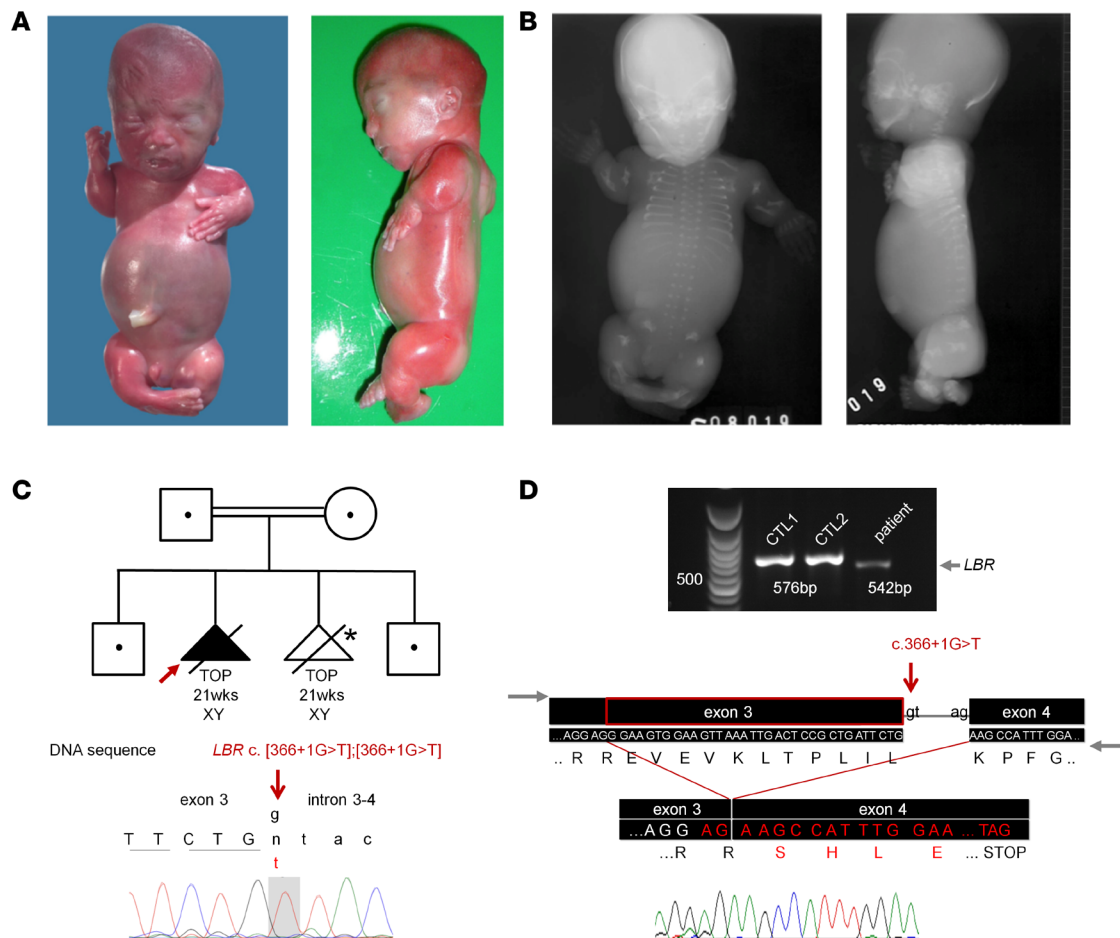 A
B
08019
019
C
TOP
21wks
XY
*
TOP
21wks
XY
DNA sequence
LBR c. [366+1G>T];[366+1G>T]
exon 3
intron 3-4
g
T T C T G n t a c
t
D
CTL1
CTL2
patient
500
576bp
542bp
LBR
c.366+1G>T
exon 3
gt
ag
exon 4
...AGG AGG GAA GTG GAA GTT AAA TTG ACT CCG CTG ATT CTG
AAG CCA TTT GGA...
.. R R E V E V K L T P L I L
K P F G ..
exon 3
exon 4
...AGG AG A AGC CAT TTG GAA ... TAG
...R R S H L E ... STOP